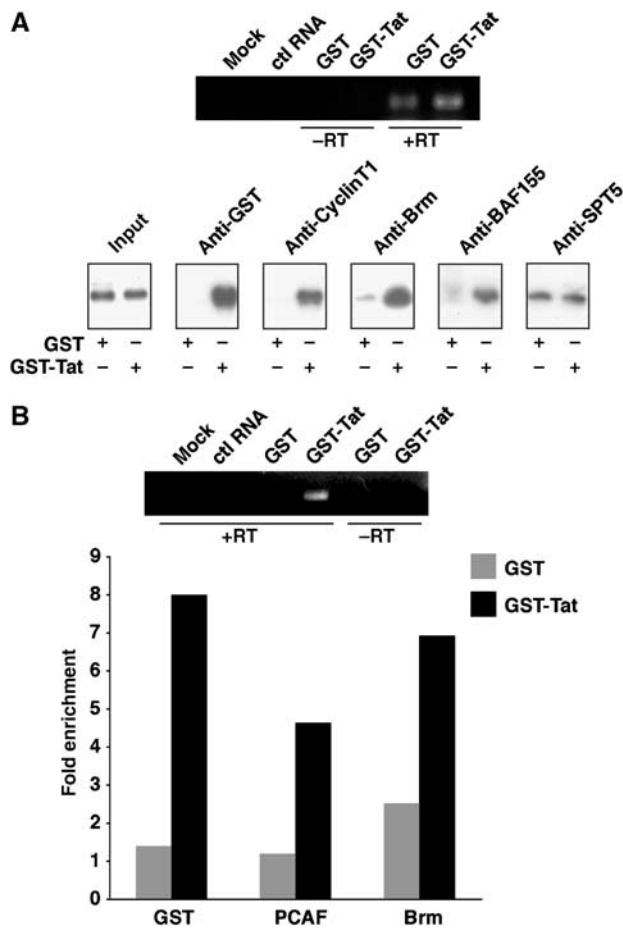 A
Mock ctl RNA GST GST-Tat GST GST-Tat
–RT +RT
Input Anti-GST Anti-CyclinT1 Anti-Brm Anti-BAF155 Anti-SPT5
GST + – + – + – + – + – + –
GST-Tat – + – + – + – + – + – +
B
Mock ctl RNA GST GST-Tat GST GST-Tat
+RT –RT
9
8
7
6
5
4
3
2
1
0
Fold enrichment
GST
GST-Tat
GST PCAF Brm